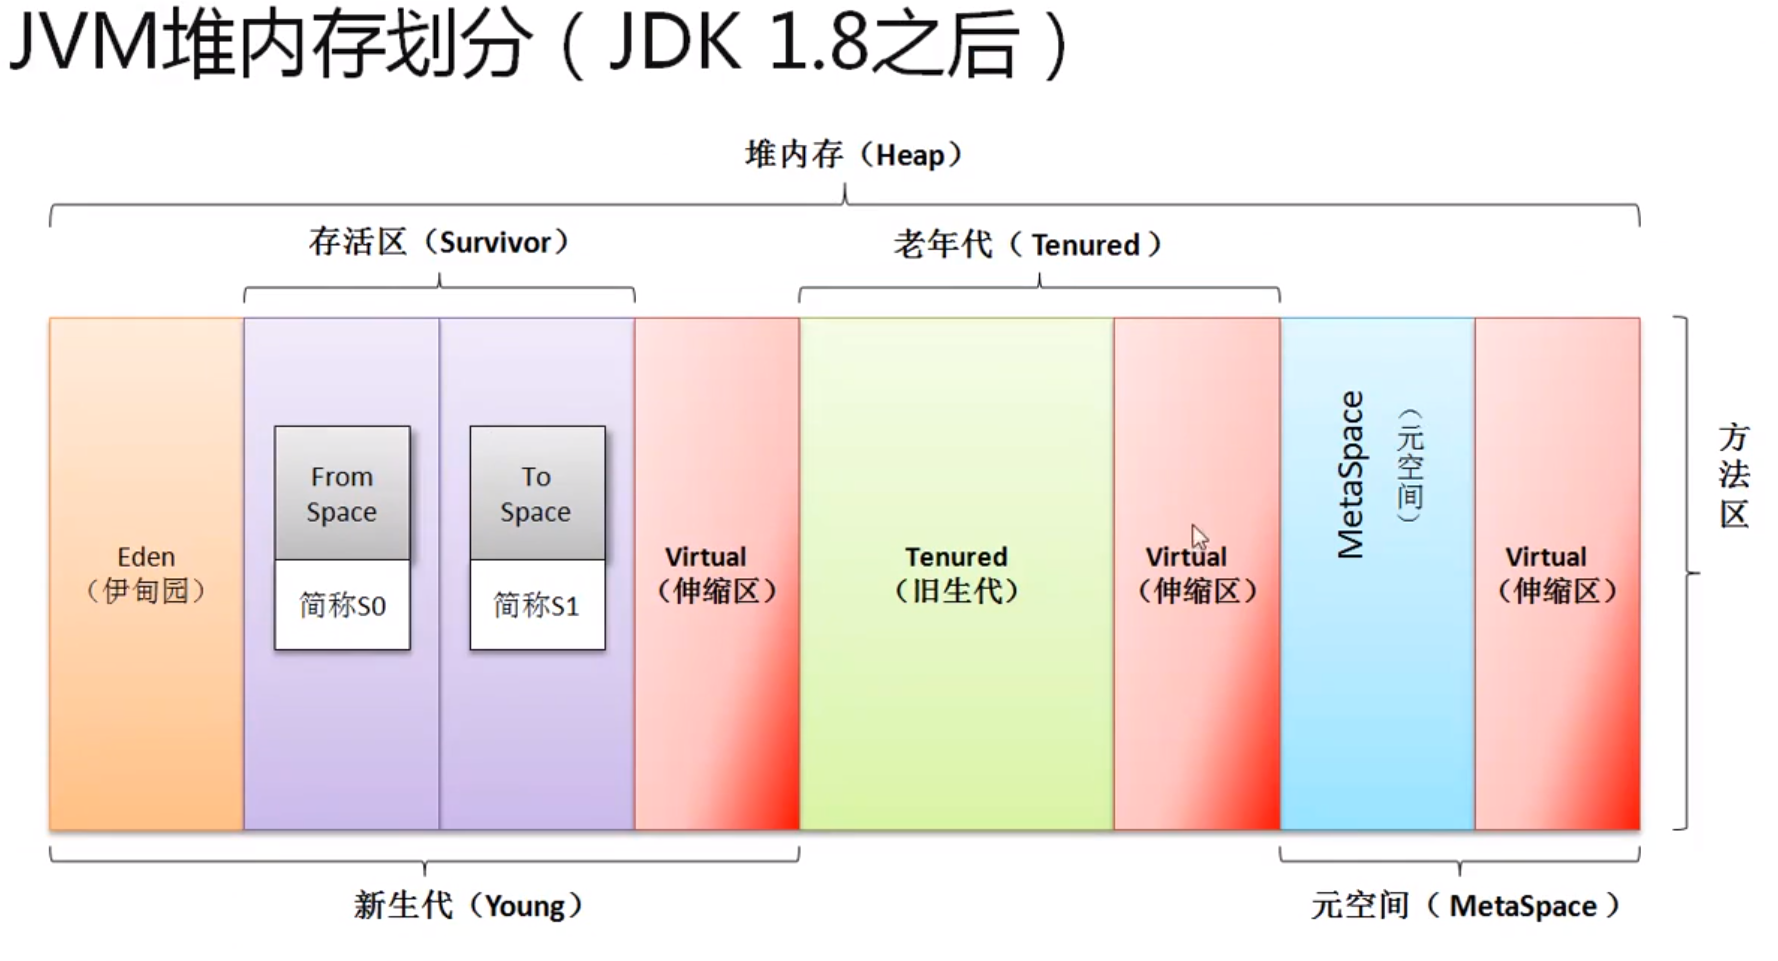 JVM堆内存划分（JDK 1.8之后）
堆内存（Heap）
存活区（Survivor）
老年代（Tenured）
Eden
（伊甸园）
From
Space
简称S0
To
Space
简称S1
Virtual
（伸缩区）
Tenured
（旧生代）
Virtual
（伸缩区）
MetaSpace
（元空间）
Virtual
（伸缩区）
方法区
新生代（Young）
元空间（MetaSpace）